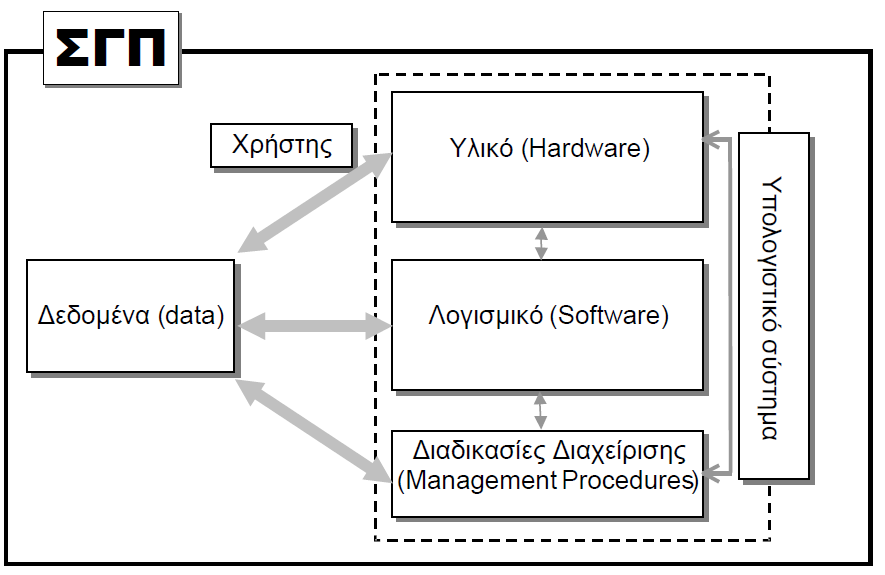 ΣΓΠ
Χρήστης
Υλικό (Hardware)
Δεδομένα (data)
Λογισμικό (Software)
Διαδικασίες Διαχείρισης
(Management Procedures)
Υπολογιστικό σύστημα